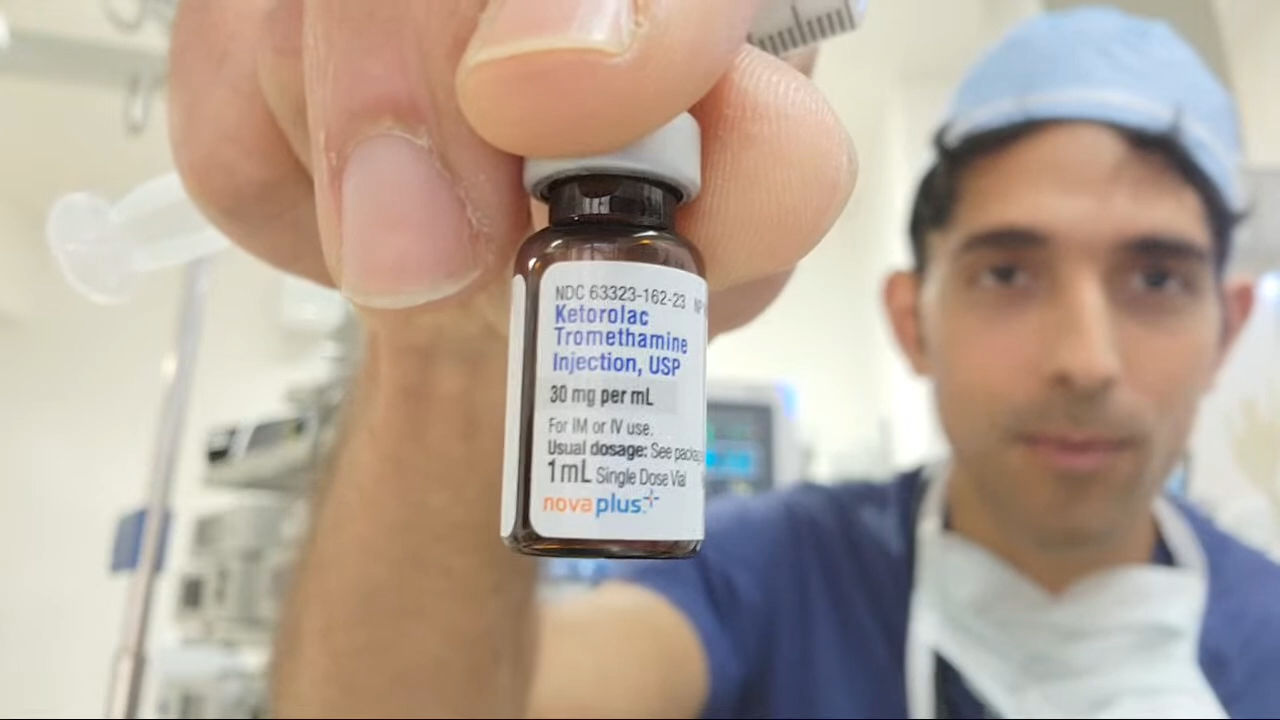 NDC 63323-162-23
Ketorolac
Tromethamine
Injection, USP
30 mg per mL
For IM or IV use.
Usual dosage: See
1 mL Single Dose Vial
novaplus+